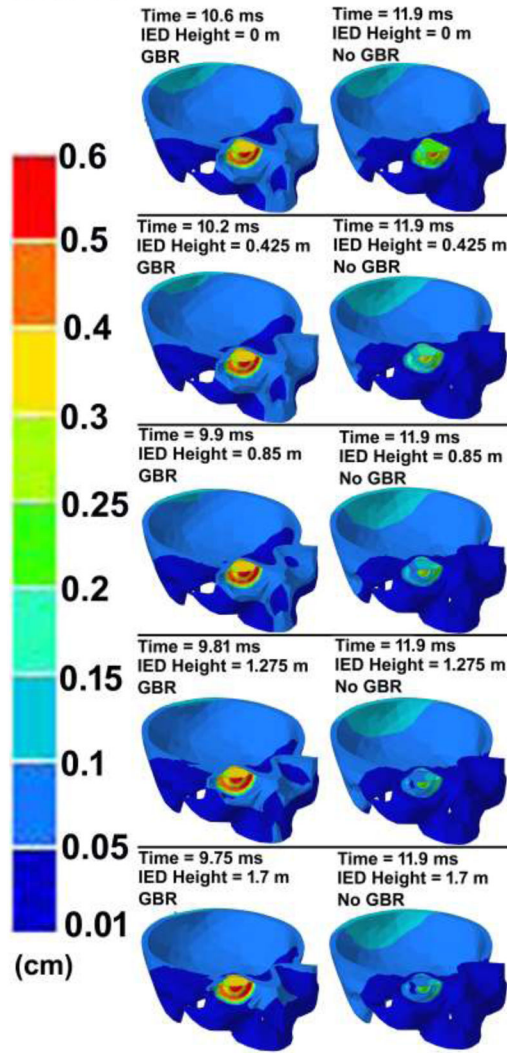 Time = 10.6 ms
IED Height = 0 m
GBR
Time = 11.9 ms
IED Height = 0 m
No GBR
0.6
0.5
0.4
0.3
0.25
0.2
0.15
0.1
0.05
0.01
(cm)
Time = 10.2 ms
IED Height = 0.425 m
GBR
Time = 11.9 ms
IED Height = 0.425 m
No GBR
Time = 9.9 ms
IED Height = 0.85 m
GBR
Time = 11.9 ms
IED Height = 0.85 m
No GBR
Time = 9.81 ms
IED Height = 1.275 m
GBR
Time = 11.9 ms
IED Height = 1.275 m
No GBR
Time = 9.75 ms
IED Height = 1.7 m
GBR
Time = 11.9 ms
IED Height = 1.7 m
No GBR